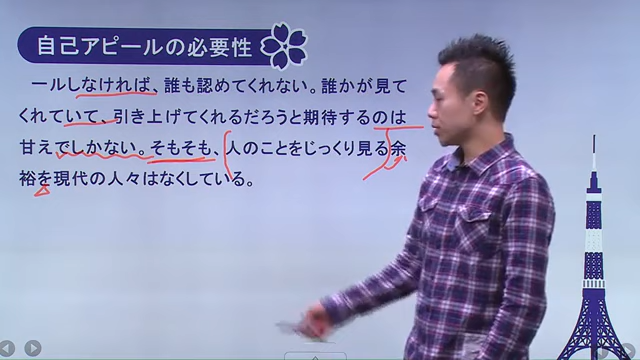 自己アピールの必要性
ールしなければ、誰も認めてくれない。誰かが見て
くれていて、引き上げてくれるだろうと期待するのは
甘えでしかない。そもそも、人のことをじっくり見る余
裕を現代の人々はなくしている。